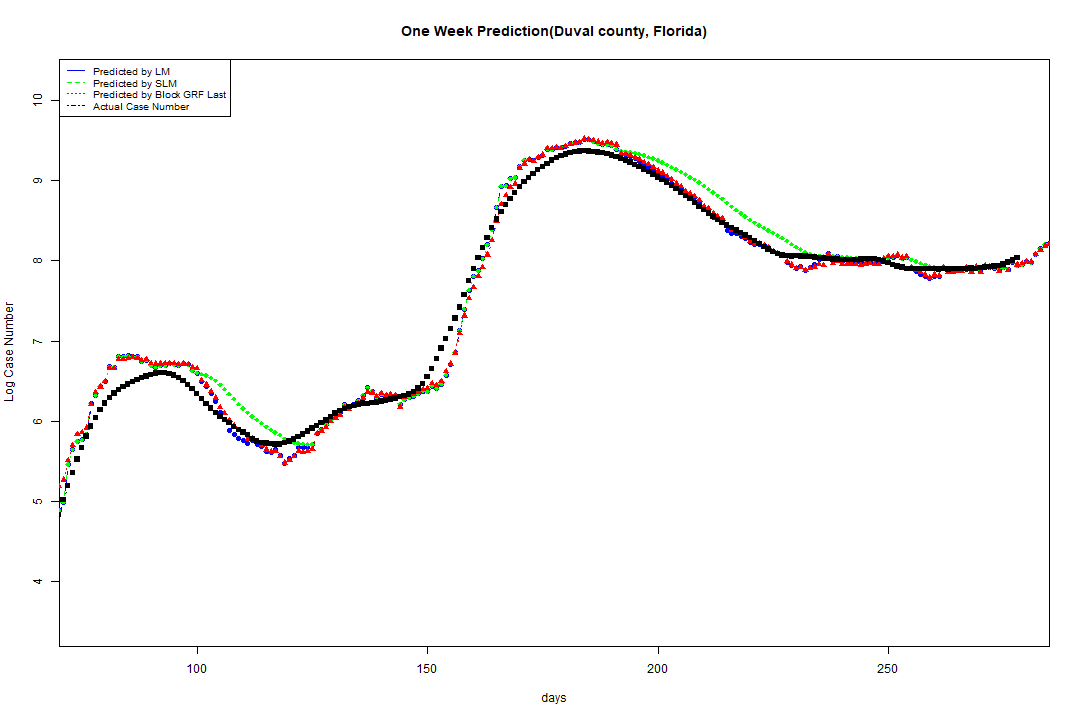 One Week Prediction(Duval county, Florida)
Predicted by LM
Predicted by SLM
Predicted by Block GRF Last
Actual Case Number
10
9
8
7
6
5
4
Log Case Number
100 150 200 250
days